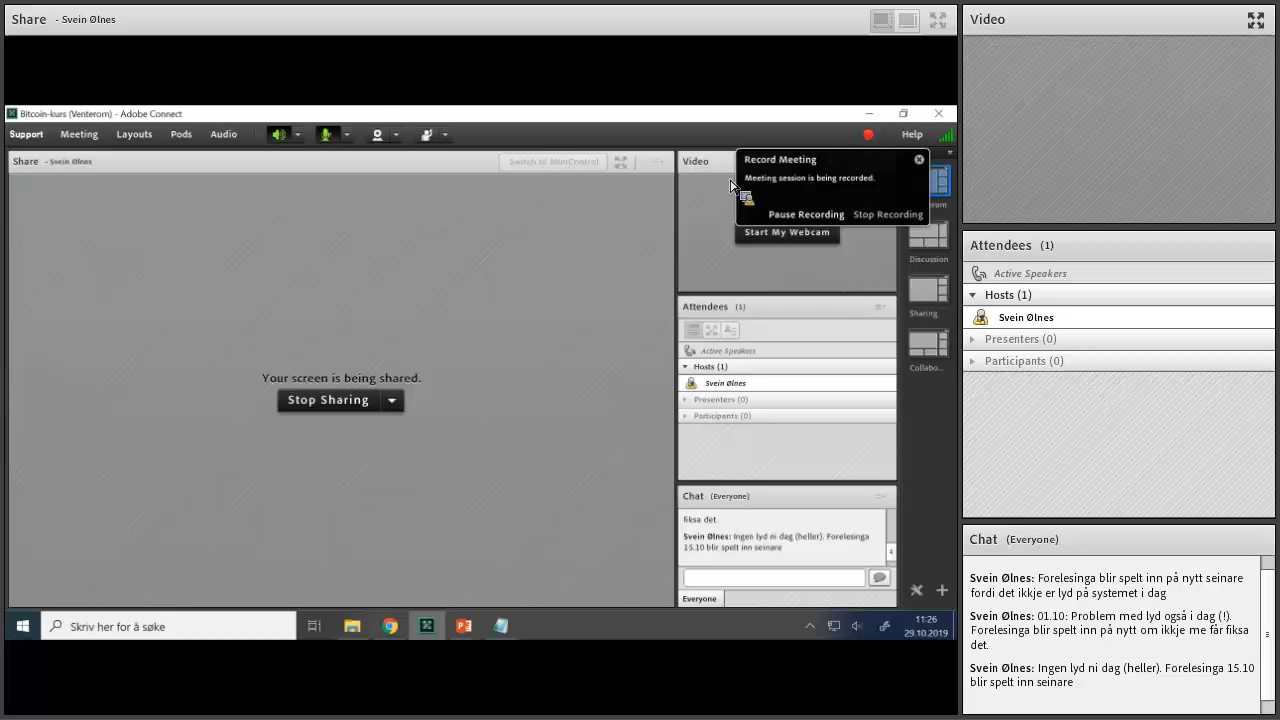 Share - Svein Ølnes
Video
Bitcoin-kurs (Venterom) - Adobe Connect
Support Meeting Layouts Pods Audio Help
Share - Svein Ølnes
Switch to MiniControl
Video
Record Meeting
Meeting session is being recorded.
Pause Recording Stop Recording
Start My Webcam
Discussion
Sharing
Collabo...
Your screen is being shared.
Stop Sharing
Attendees (1)
Active Speakers
Hosts (1)
Svein Ølnes
Presenters (0)
Participants (0)
Chat (Everyone)
fiksa det.
Svein Ølnes: Ingen lyd ni dag (heller). Forelesinga
15.10 blir spelt inn seinare
Everyone
Skriv her for å søke
11:26
29.10.2019
Attendees (1)
Active Speakers
Hosts (1)
Svein Ølnes
Presenters (0)
Participants (0)
Chat (Everyone)
Svein Ølnes: Forelesinga blir spelt inn på nytt seinare
fordi det ikkje er lyd på systemet i dag
Svein Ølnes: 01.10: Problem med lyd også i dag (!).
Forelesinga blir spelt inn på nytt om ikkje me får fiksa
det.
Svein Ølnes: Ingen lyd ni dag (heller). Forelesinga 15.10
blir spelt inn seinare